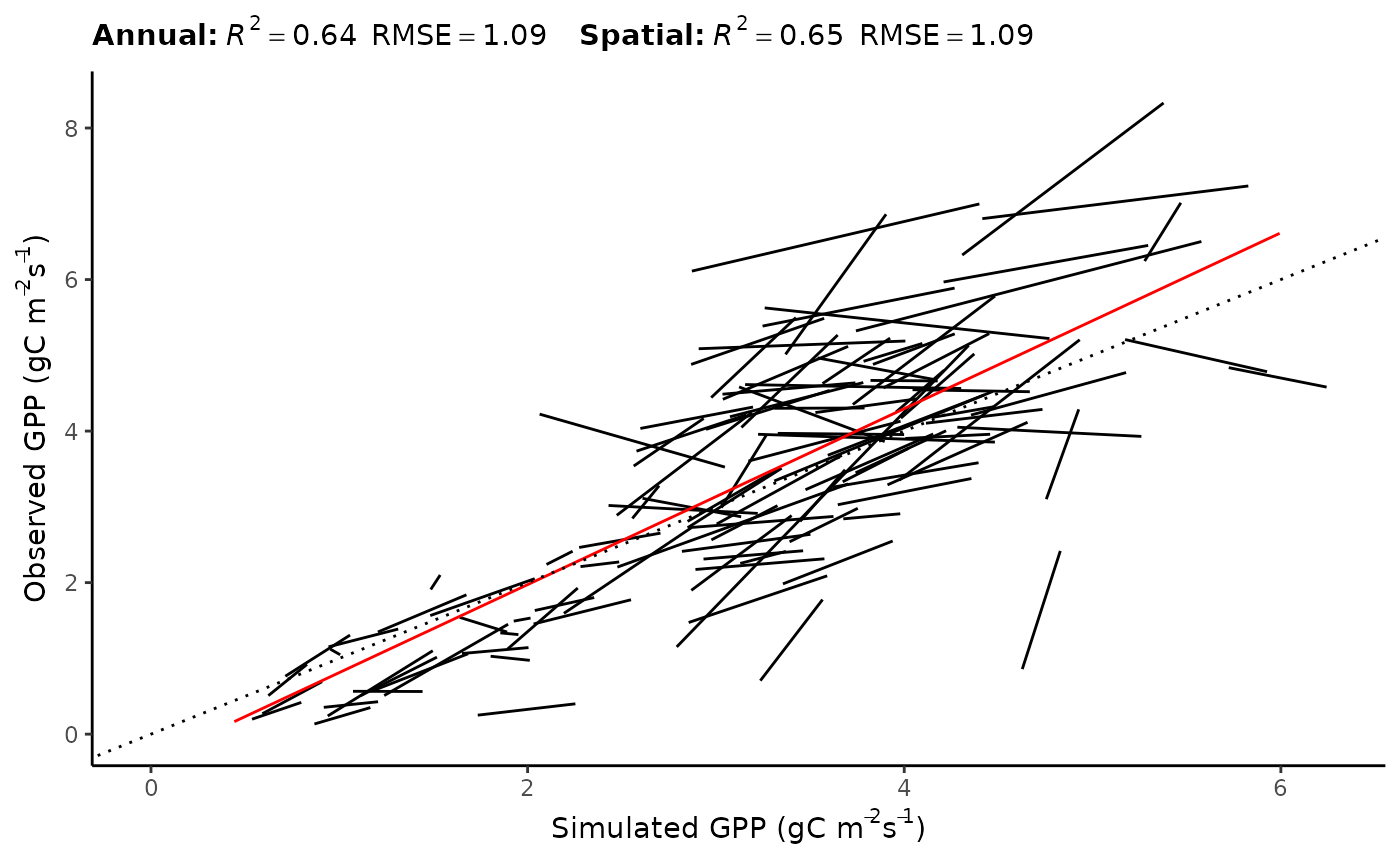 Annual: R² = 0.64 RMSE = 1.09 Spatial: R² = 0.65 RMSE = 1.09
Observed GPP (gC m⁻²s⁻¹)
8
6
4
2
0
0 2 4 6
Simulated GPP (gC m⁻²s⁻¹)